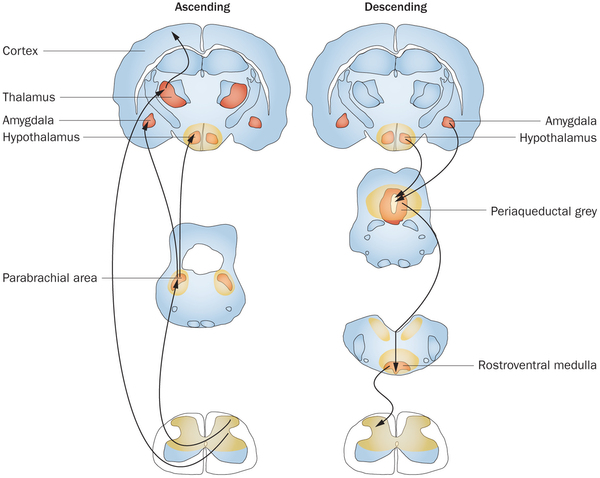 Ascending
Descending
Cortex
Thalamus
Amygdala
Hypothalamus
Parabrachial area
Amygdala
Hypothalamus
Periaqueductal grey
Rostroventral medulla